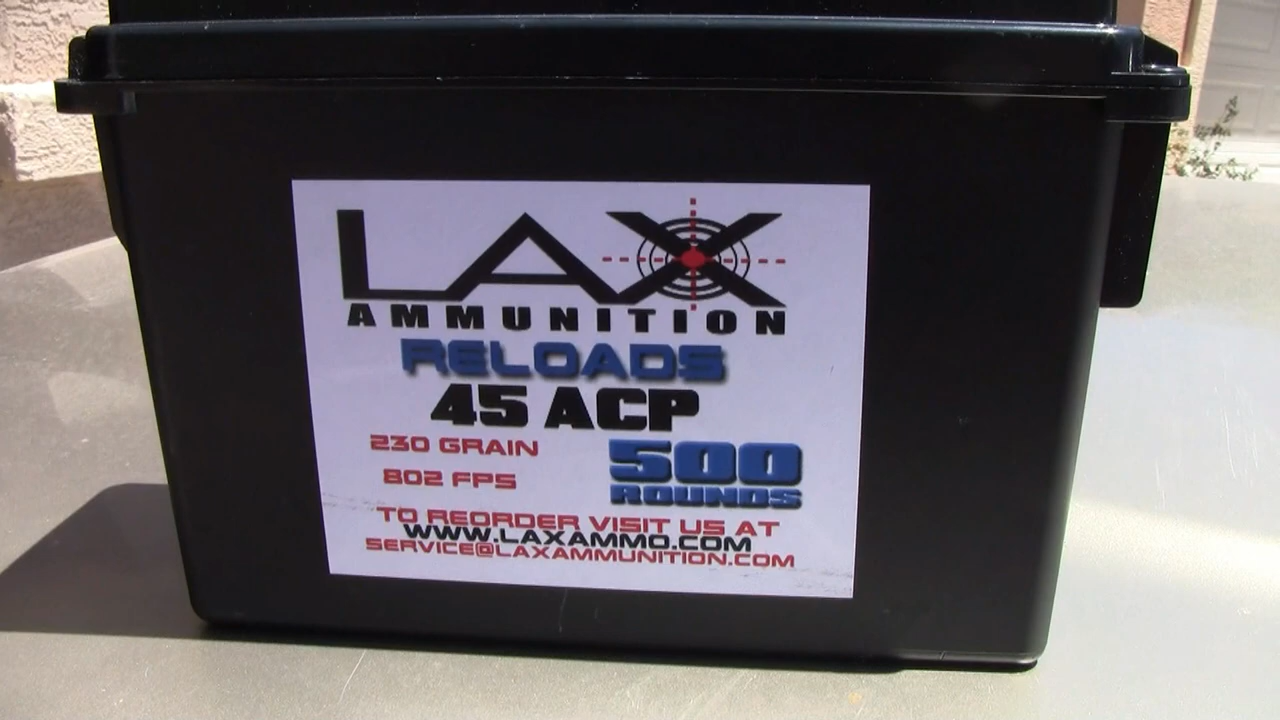 LAX
AMMUNITION
RELOADS
45 ACP
230 GRAIN
802 FPS
500
ROUNDS
TO REORDER VISIT US AT
WWW.LAXAMMO.COM
SERVICE@LAXAMMUNITION.COM